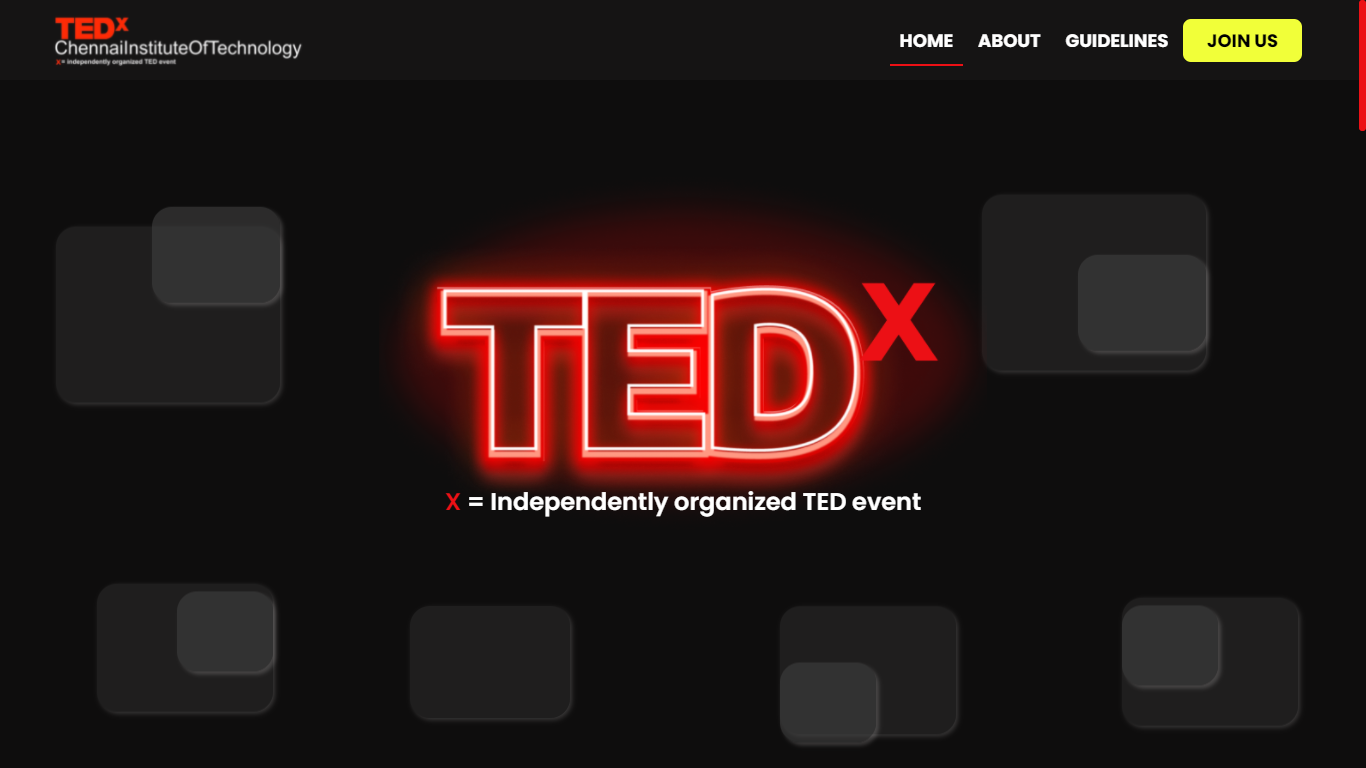 TEDx
ChennaiInstituteOfTechnology
x= independently organized TED event
HOME ABOUT GUIDELINES JOIN US
TEDX
X = Independently organized TED event